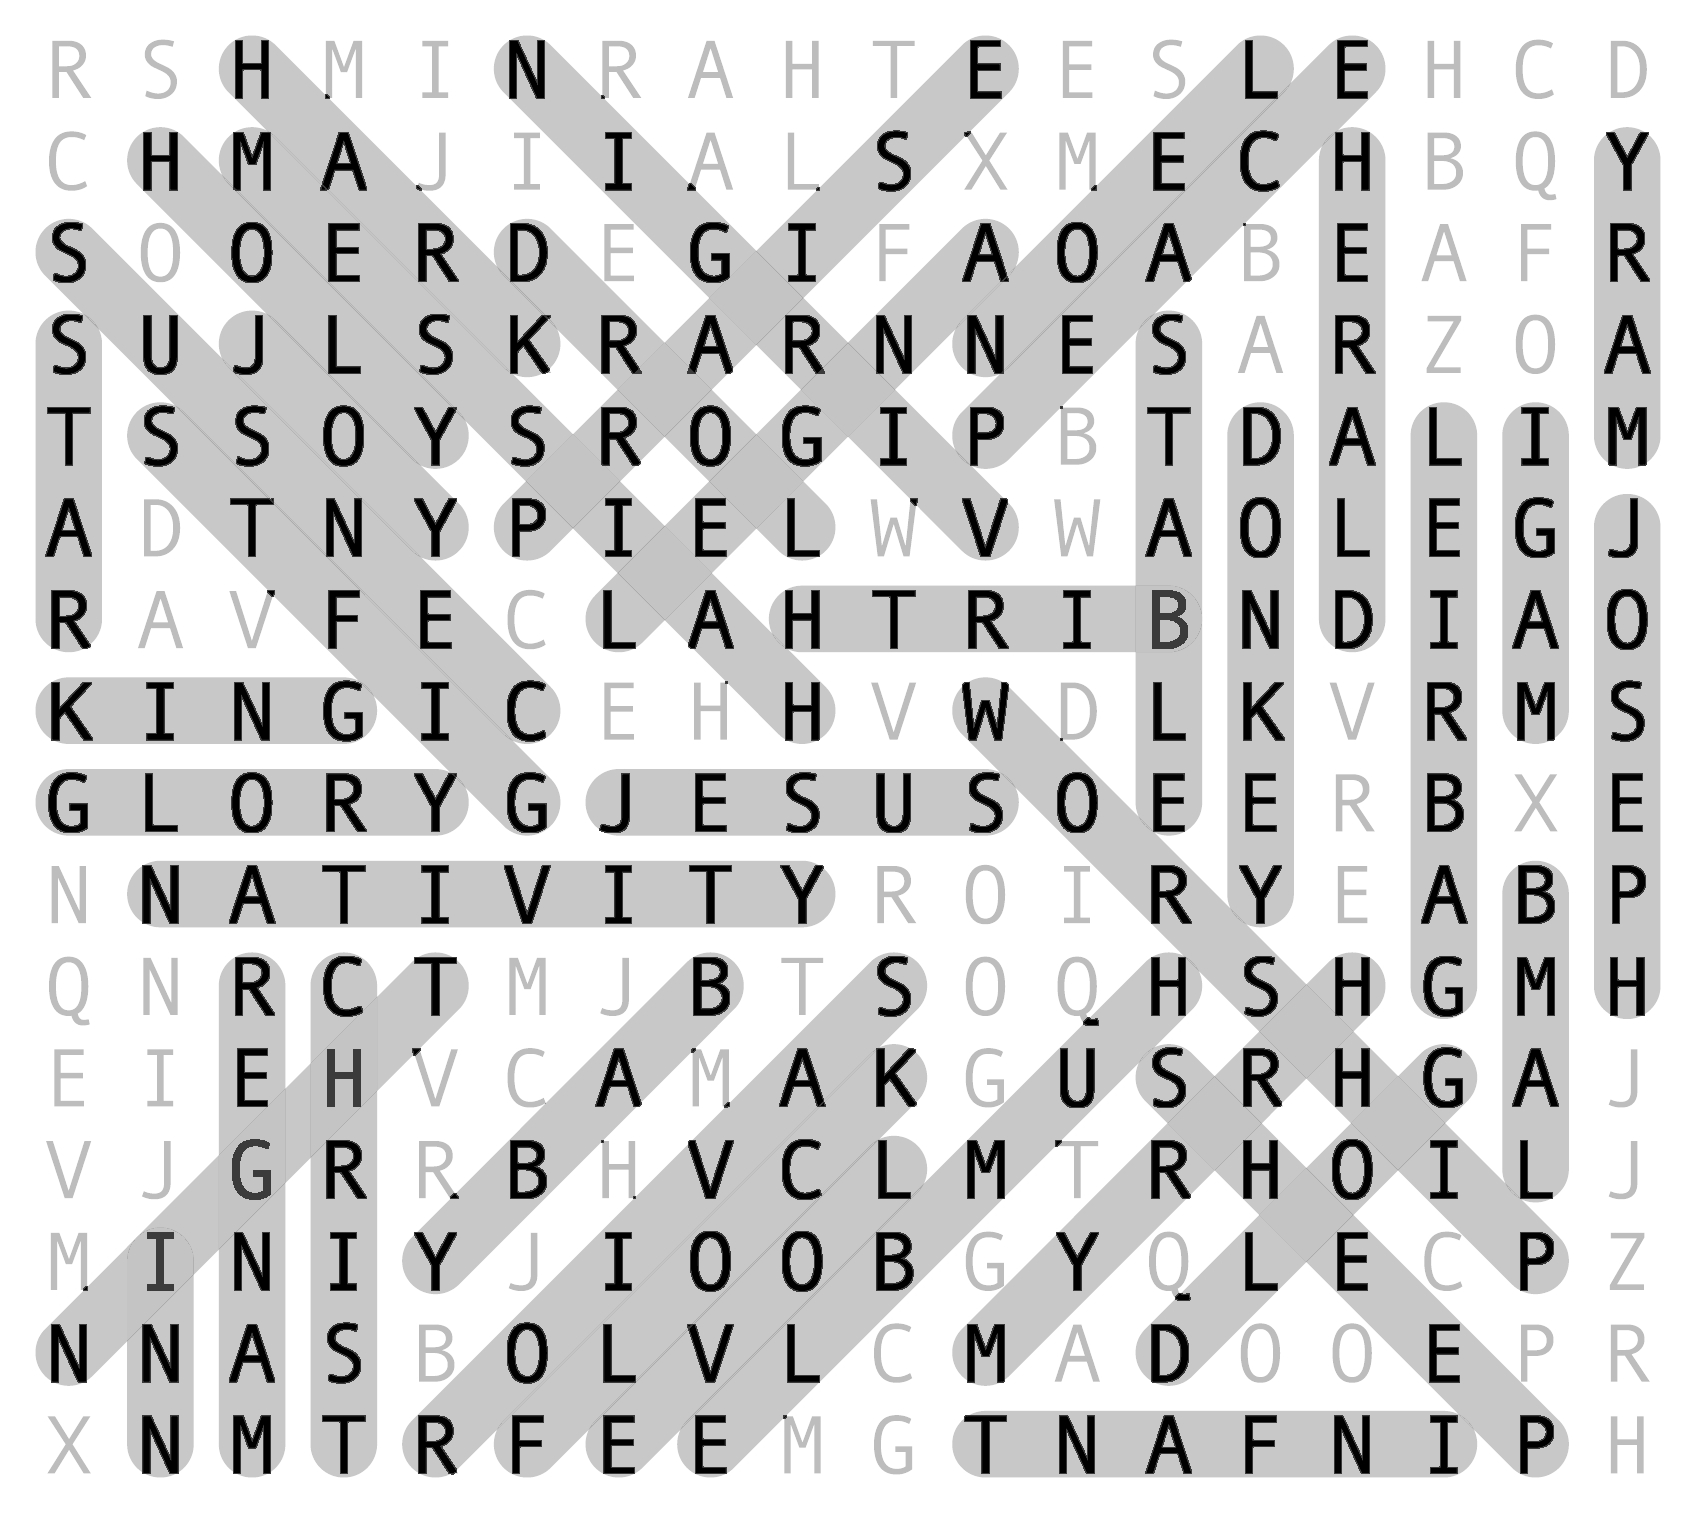 R S H M I N R A H T E E S L E H C D
C H M A J I I A L S X M E C H B Q Y
S O O E R D E G I F A O A B E A F R
S U J L S K R A R N N E S A R Z O A
T S S O Y S R O G I P B T D A L I M
A D T N Y P I E L W V W A O L E G J
R A V F E C L A H T R I B N D I A O
K I N G I C E H H V W D L K V R M S
G L O R Y G J E S U S O E E R B X E
N N A T I V I T Y R O I R Y E A B P
Q N R C T M J B T S O Q H S H G M H
E I E H V C A M A K G U S R H G A J
V J G R R B H V C L M T R H O I L J
M I N I Y J I O O B G Y Q L E C P Z
N N A S B O L V L C M A D O O E P R
X N M T R F E E M G T N A F N I P H